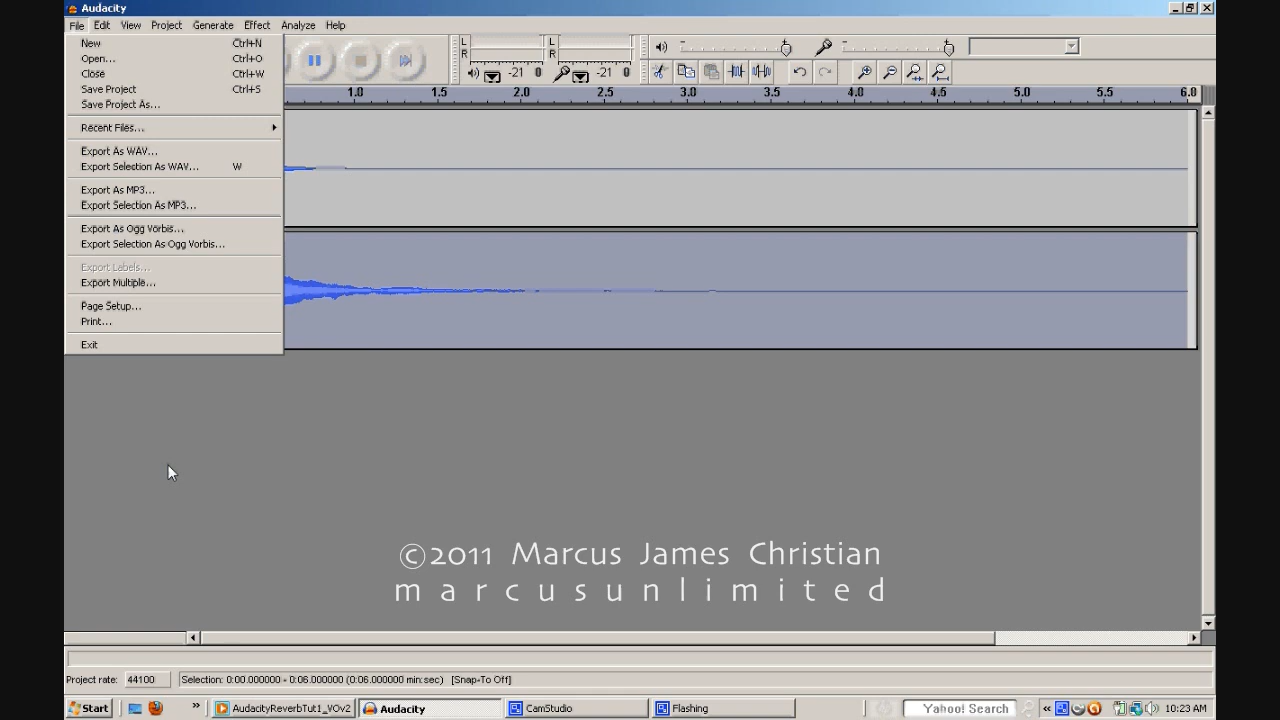 Audacity
File Edit View Project Generate Effect Analyze Help
New Ctrl+N
Open... Ctrl+O
Close Ctrl+W
Save Project Ctrl+S
Save Project As...
Recent Files...
Export As WAV...
Export Selection As WAV... W
Export As MP3...
Export Selection As MP3...
Export As Ogg Vorbis...
Export Selection As Ogg Vorbis...
Export Labels...
Export Multiple...
Page Setup...
Print...
Exit
L R L R
-21 0 -21 0
1.0 1.5 2.0 2.5 3.0 3.5 4.0 4.5 5.0 5.5 6.0
©2011 Marcus James Christian
marcusunlimited
Project rate: 44100 Selection: 0:00.000000 - 0:06.000000 (0:06.000000 min:sec) [Snap-To Off]
Start AudacityReverbTut1_VOv2 Audacity CamStudio Flashing Yahoo! Search 10:23 AM